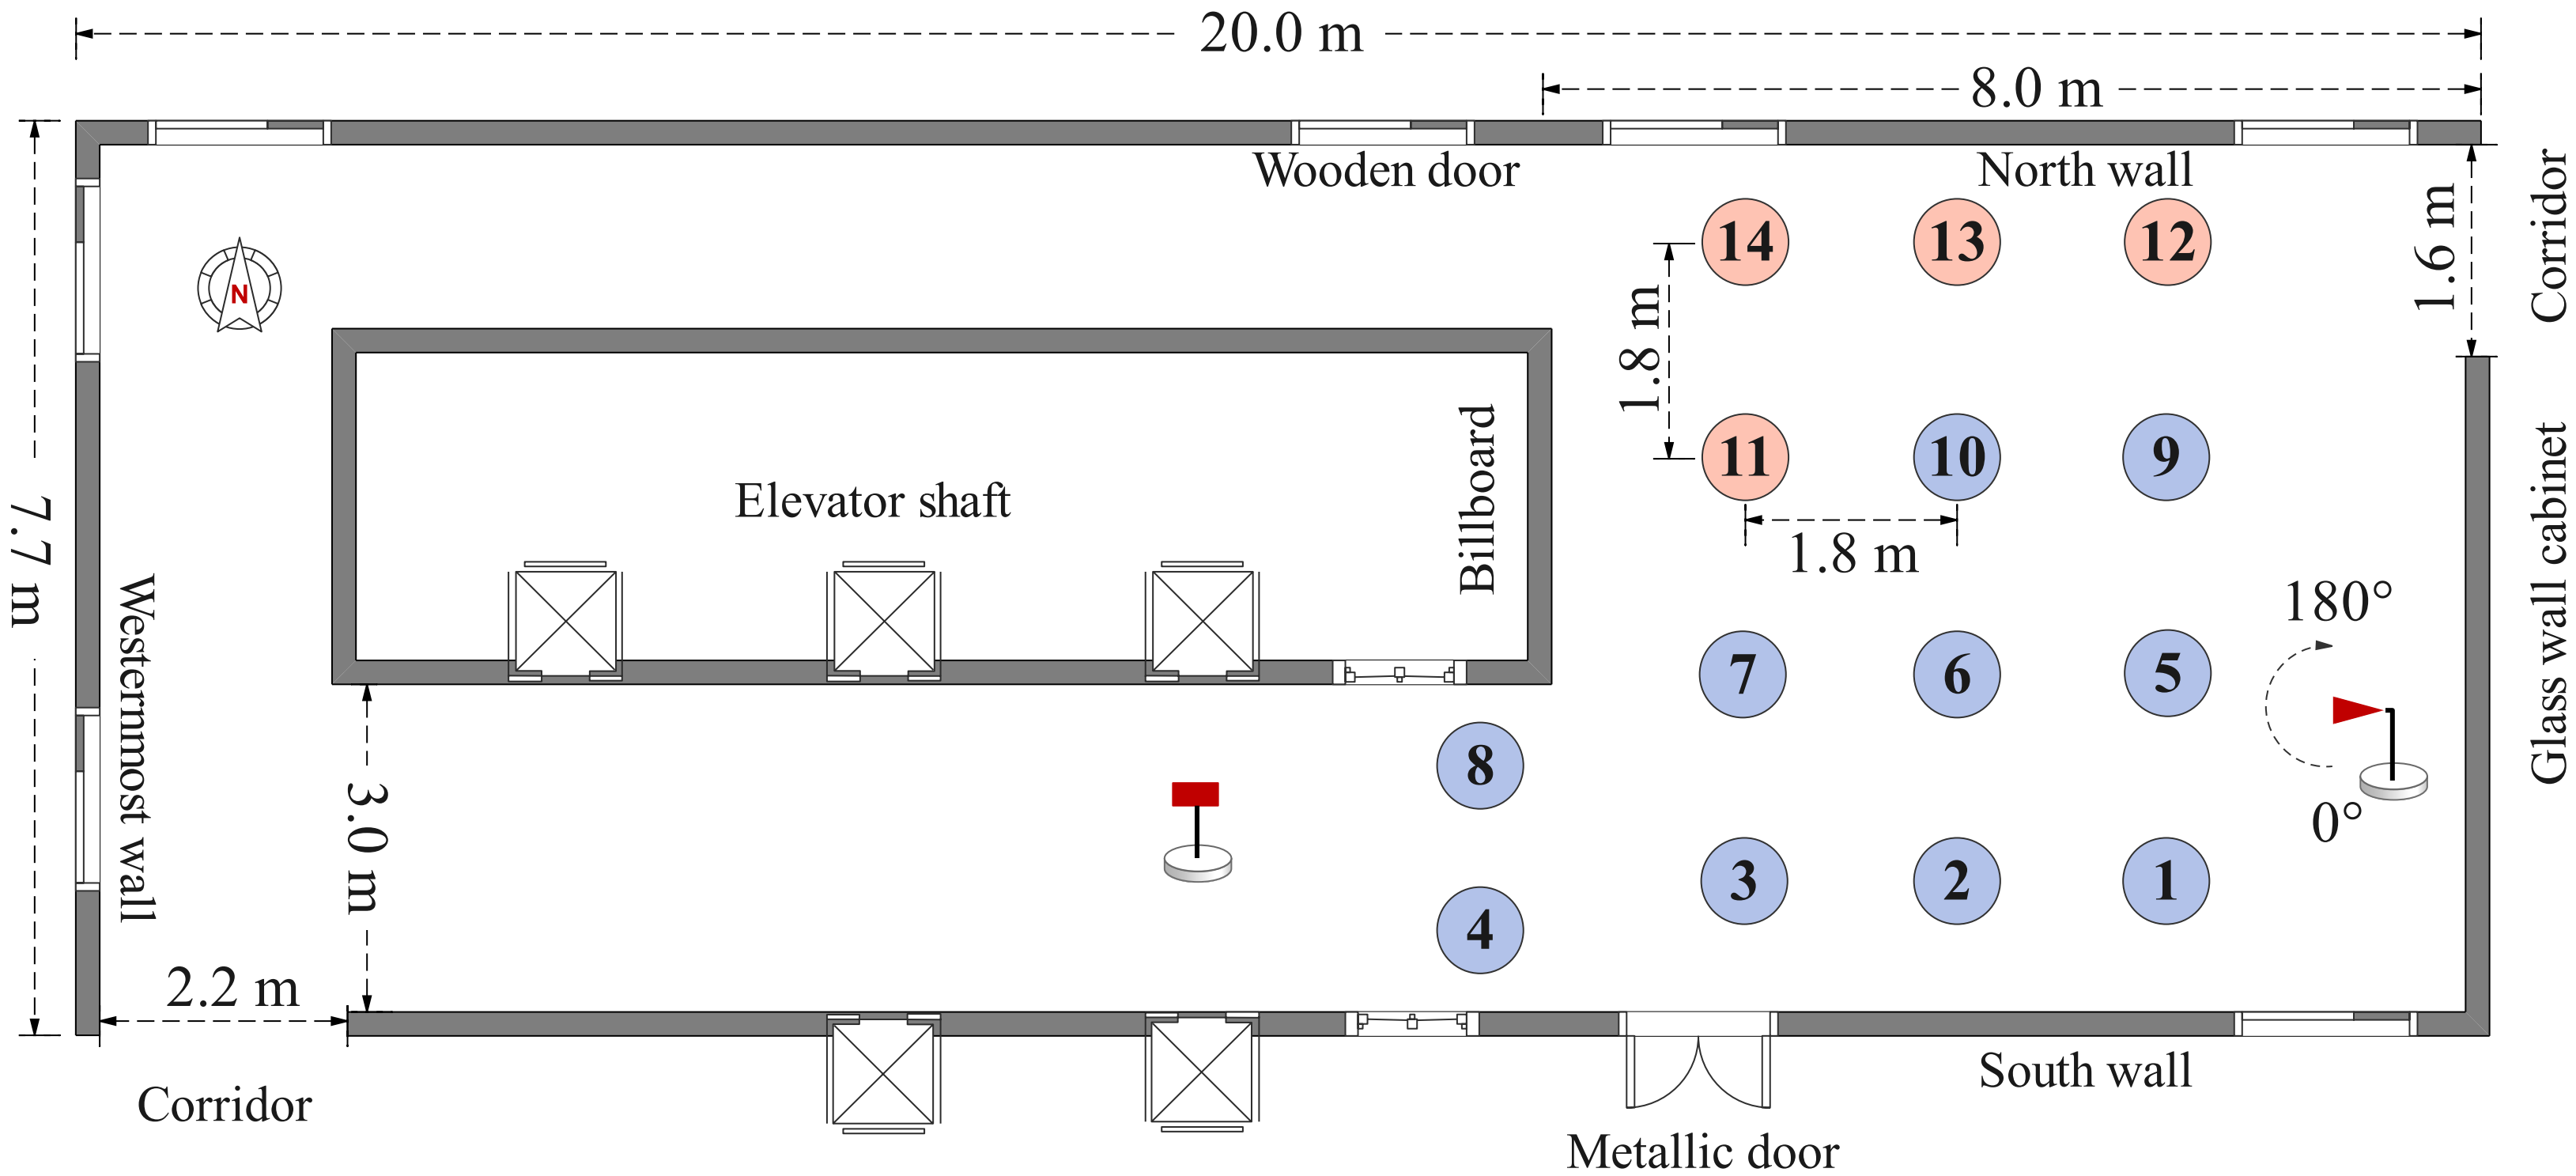 20.0 m
8.0 m
Wooden door
North wall
Corridor
N
14
13
12
1.6 m
1.8 m
Billboard
Elevator shaft
11
10
9
1.8 m
Glass wall cabinet
7.7 m
Westernmost wall
7
6
5
180°
8
3.0 m
0°
3
2
1
4
2.2 m
Corridor
South wall
Metallic door